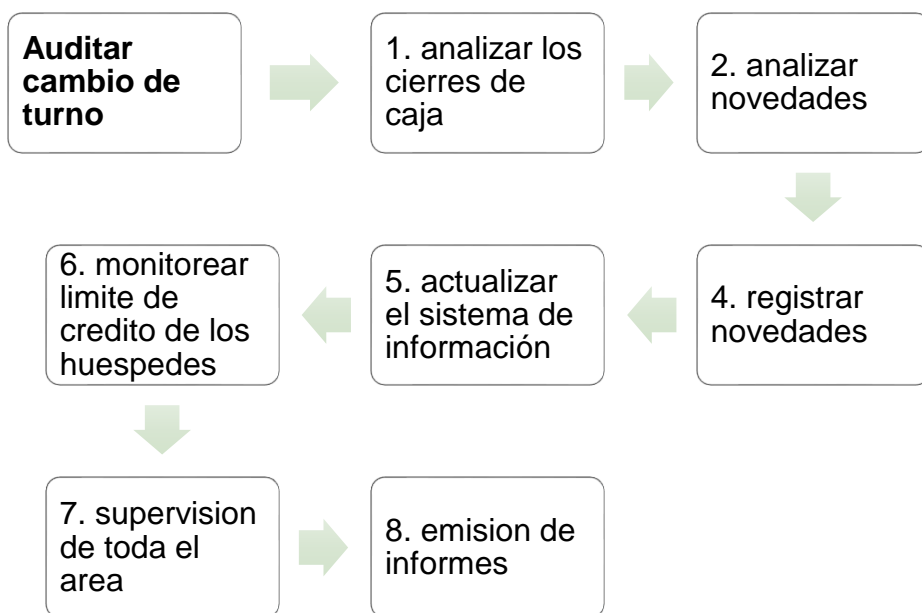 Auditar
cambio de
turno
1. analizar los
cierres de
caja
2. analizar
novedades
4. registrar
novedades
5. actualizar
el sistema de
información
6. monitorear
limite de
credito de los
huespedes
7. supervision
de toda el
area
8. emision de
informes